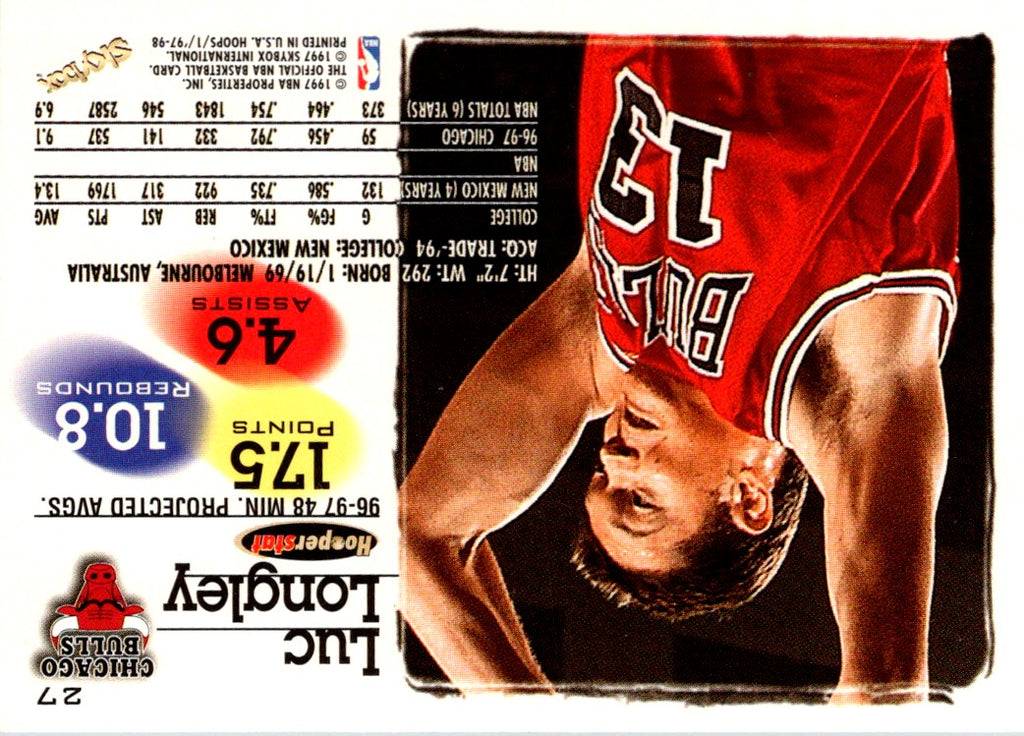 27
CHICAGO
BULLS
Luc
Longley
Hooperstat
96-97 48 MIN. PROJECTED AVGS.
17.5
POINTS
10.8
REBOUNDS
4.6
ASSISTS
HT: 7'2" WT: 292 BORN: 1/19/69 MELBOURNE, AUSTRALIA
ACQ: TRADE-'94 COLLEGE: NEW MEXICO
COLLEGE G FG% FT% REB AST PTS AVG
NEW MEXICO (4 YEARS) 132 .586 .735 922 317 1769 13.4
NBA
96-97 CHICAGO 59 .456 .792 332 141 537 9.1
NBA TOTALS (6 YEARS) 373 .464 .754 1843 546 2587 6.9
© 1997 NBA PROPERTIES, INC.
THE OFFICIAL NBA BASKETBALL CARD.
© 1997 SKYBOX INTERNATIONAL.
PRINTED IN U.S.A. HOOPS/1/'97-98
NBA
SkyBox
BULLS
13